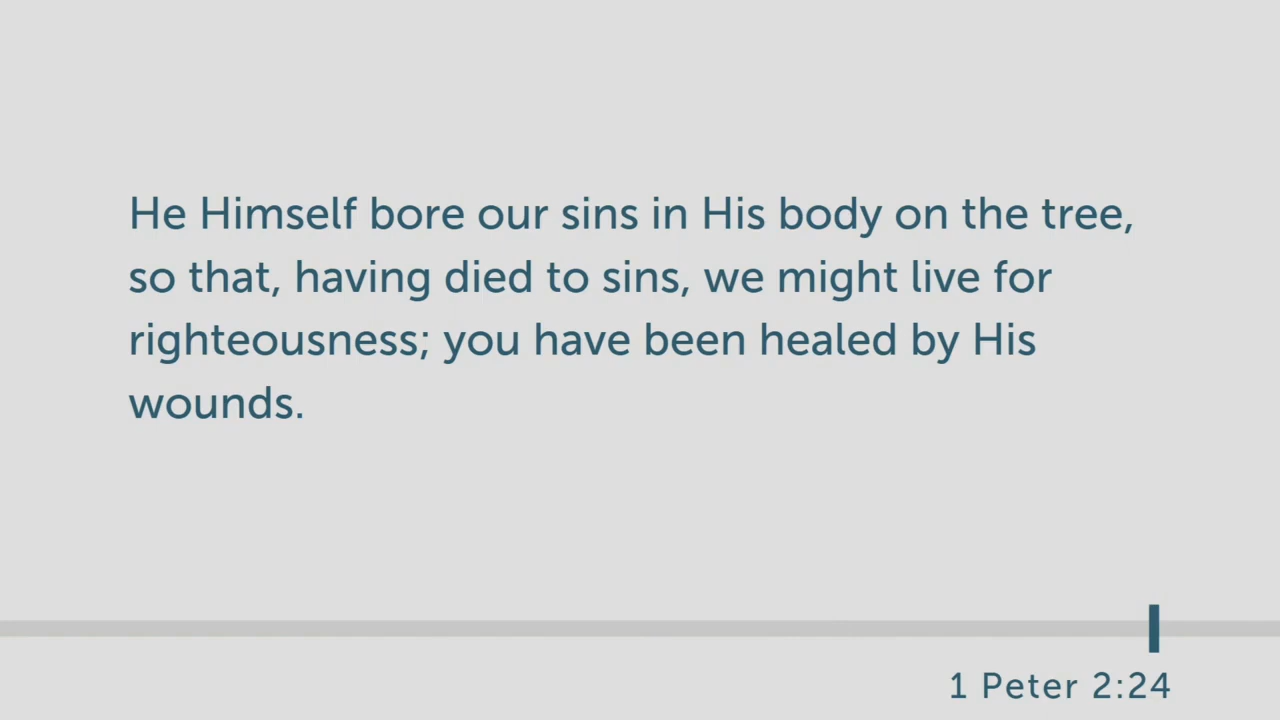 He Himself bore our sins in His body on the tree,
so that, having died to sins, we might live for
righteousness; you have been healed by His
wounds.
1 Peter 2:24